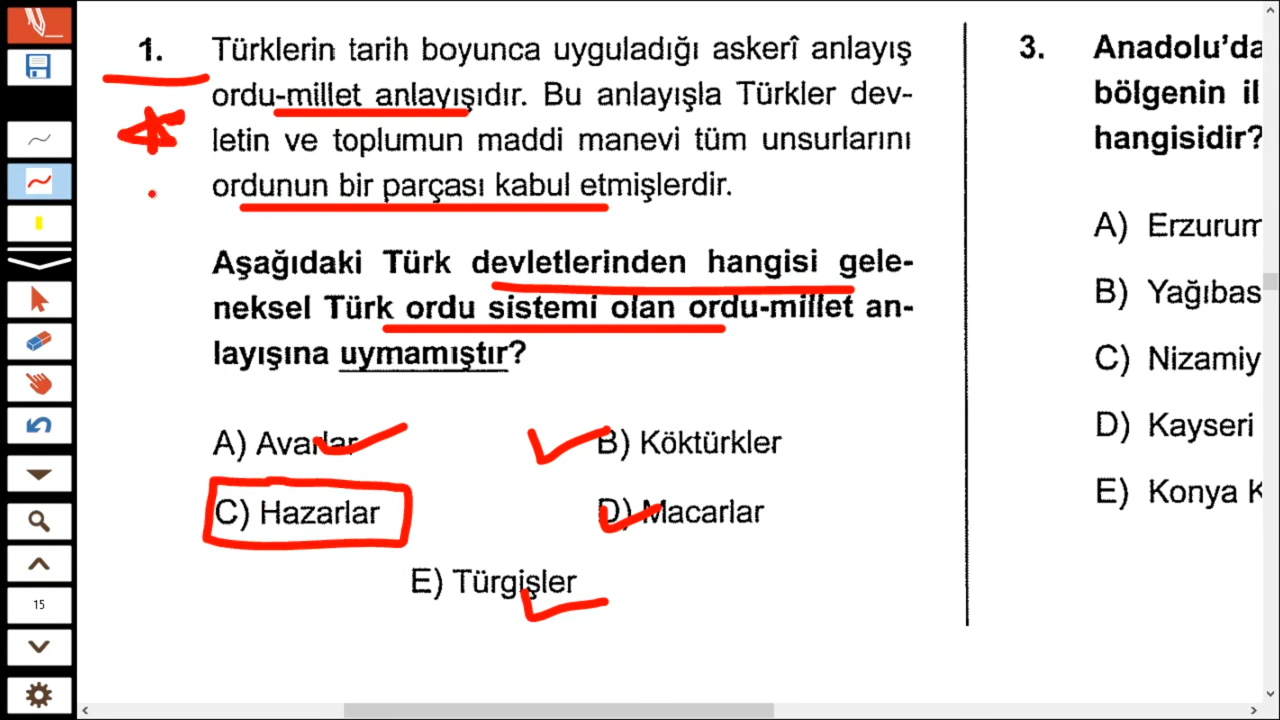 1.
Türklerin tarih boyunca uyguladığı askerî anlayış
ordu-millet anlayışıdır. Bu anlayışla Türkler dev-
letin ve toplumun maddi manevi tüm unsurlarını
ordunun bir parçası kabul etmişlerdir.
Aşağıdaki Türk devletlerinden hangisi gele-
neksel Türk ordu sistemi olan ordu-millet an-
layışına uymamıştır?
A) Avarlar
B) Köktürkler
C) Hazarlar
D) Macarlar
E) Türgişler
3.
Anadolu'da
bölgenin il
hangisidir?
A) Erzurum
B) Yağıbas
C) Nizamiy
D) Kayseri
E) Konya K
15